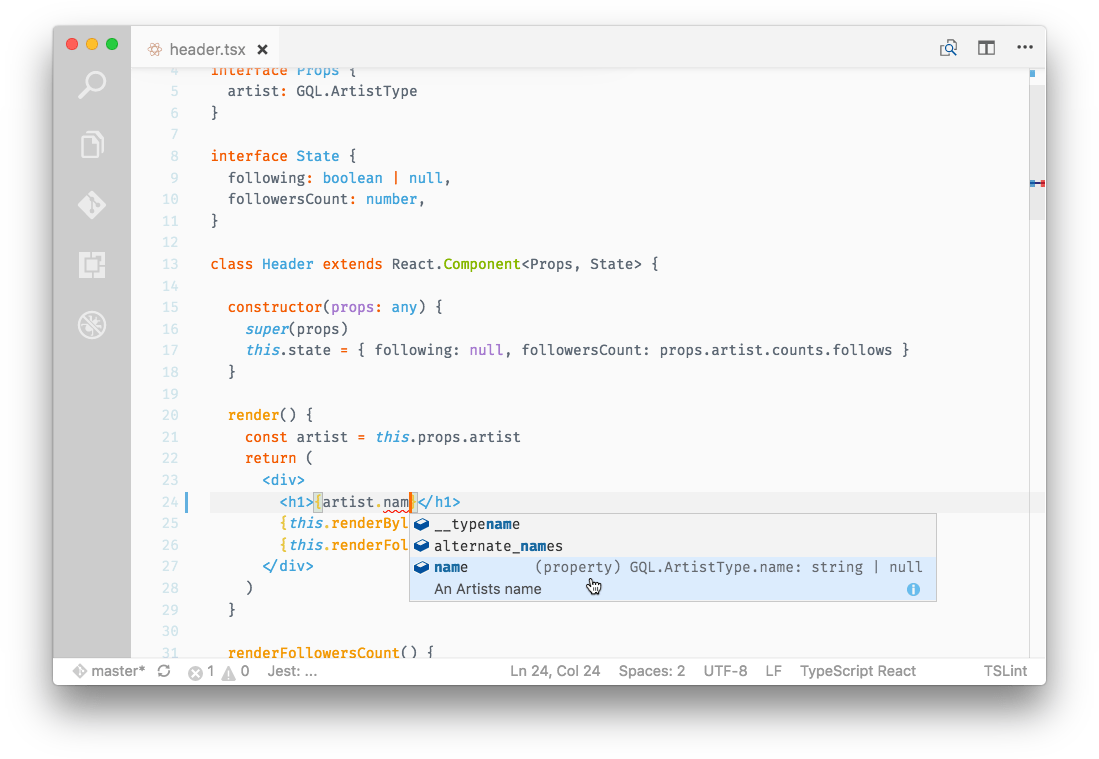 header.tsx
4 interface Props {
5 artist: GQL.ArtistType
6 }
7
8 interface State {
9 following: boolean | null,
10 followersCount: number,
11 }
12
13 class Header extends React.Component<Props, State> {
14
15 constructor(props: any) {
16 super(props)
17 this.state = { following: null, followersCount: props.artist.counts.follows }
18 }
19
20 render() {
21 const artist = this.props.artist
22 return (
23 <div>
24 <h1>{artist.nam}</h1>
25 {this.renderByl
26 {this.renderFol
27 </div>
28 )
29 }
30
31 renderFollowersCount() {
__typename
alternate_names
name (property) GQL.ArtistType.name: string | null
An Artists name
master* 1 0 Jest: ... Ln 24, Col 24 Spaces: 2 UTF-8 LF TypeScript React TSLint